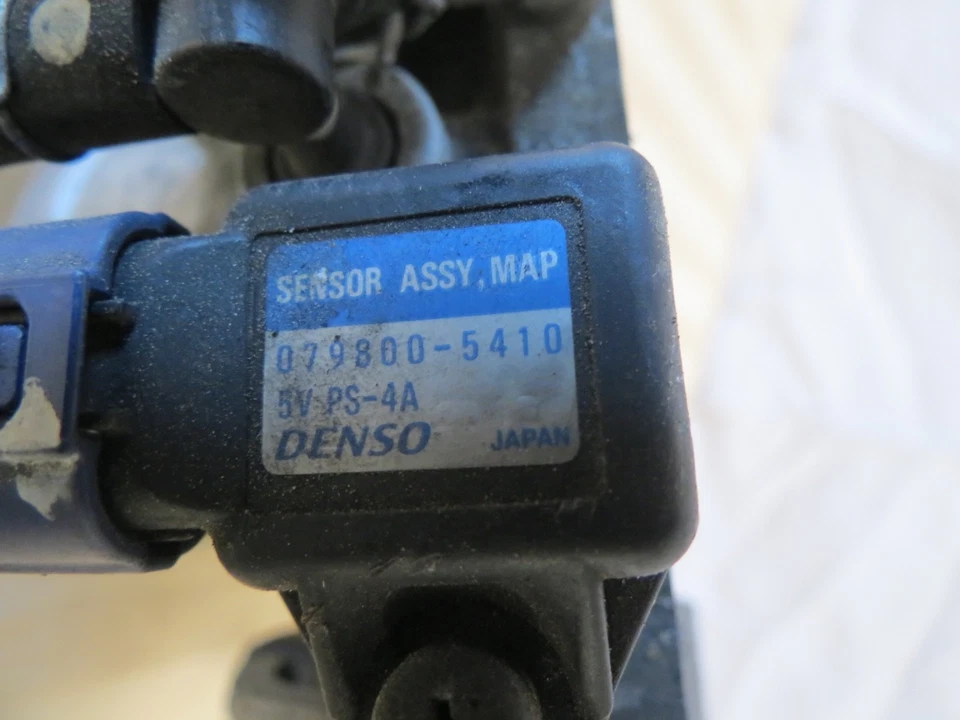 SENSOR ASSY,MAP
079800-5410
5V PS-4A
DENSO JAPAN